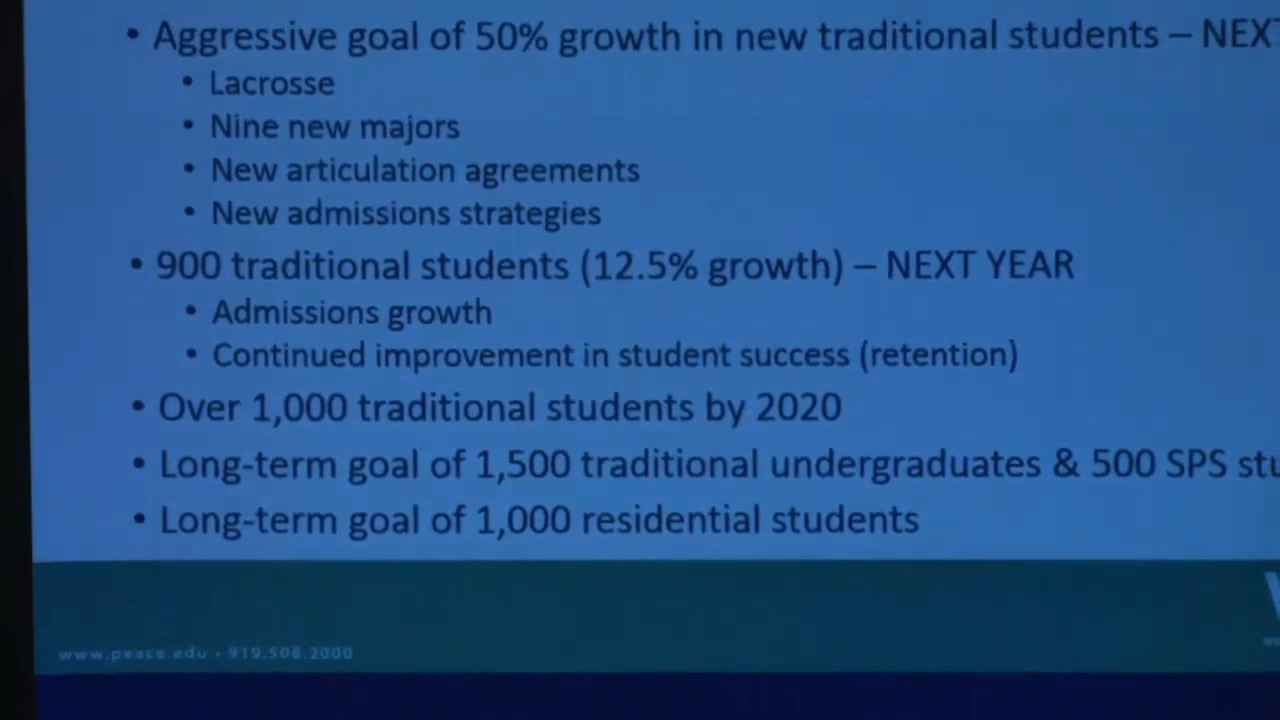 • Aggressive goal of 50% growth in new traditional students –
• Lacrosse
• Nine new majors
• New articulation agreements
• New admissions strategies
• 900 traditional students (12.5% growth) – NEXT YEAR
• Admissions growth
• Continued improvement in student success (retention)
• Over 1,000 traditional students by 2020
• Long-term goal of 1,500 traditional undergraduates & 500 SPS
• Long-term goal of 1,000 residential students
www.peace.edu • 919.508.2000